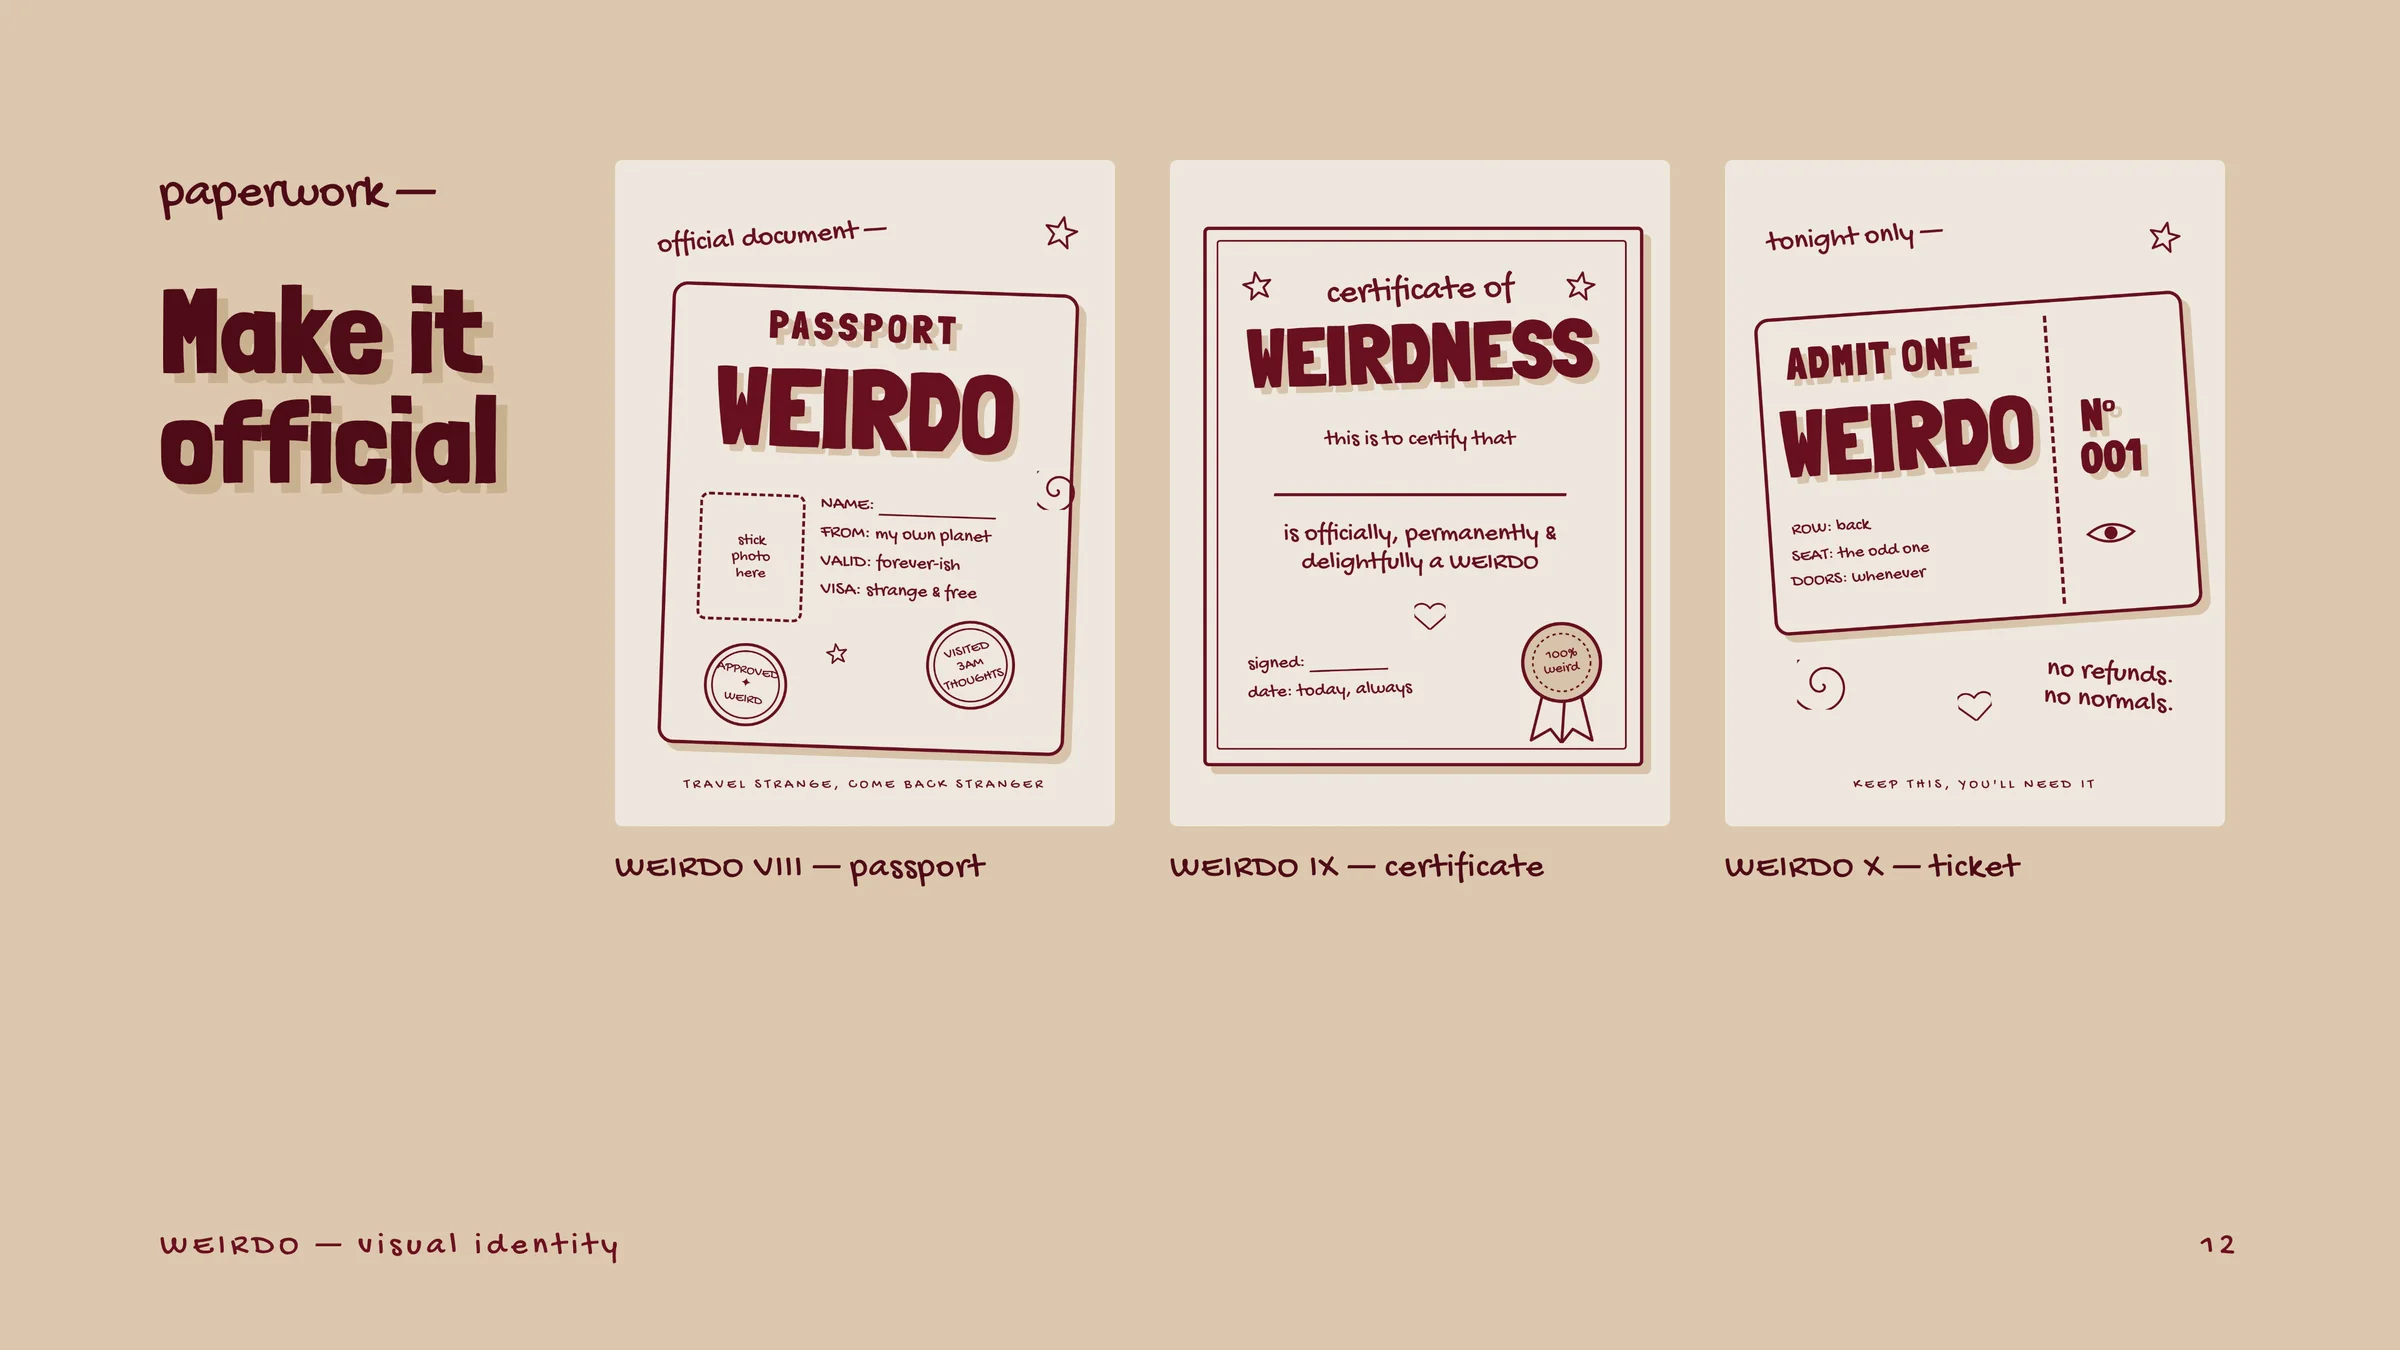 paperwork —
Make it
official
official document —
PASSPORT
WEIRDO
stick
photo
here
NAME:
FROM: my own planet
VALID: forever-ish
VISA: strange & free
APPROVED
✦
WEIRD
VISITED
3AM
THOUGHTS
TRAVEL STRANGE, COME BACK STRANGER
WEIRDO VIII — passport
certificate of
WEIRDNESS
this is to certify that
is officially, permanently &
delightfully a WEIRDO
signed:
date: today, always
100%
weird
WEIRDO IX — certificate
tonight only —
ADMIT ONE
WEIRDO
Nº
001
ROW: back
SEAT: the odd one
DOORS: whenever
no refunds.
no normals.
KEEP THIS, YOU'LL NEED IT
WEIRDO X — ticket
WEIRDO — visual identity
12